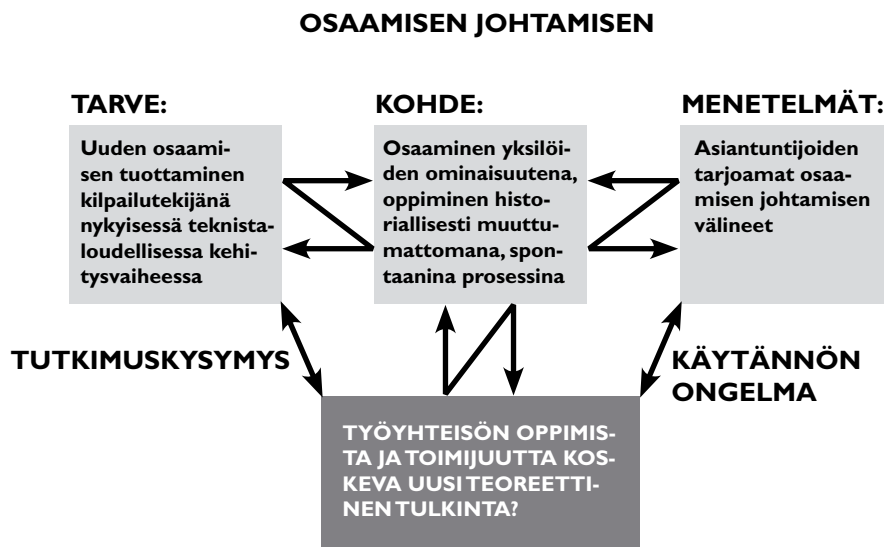 OSAAMISEN JOHTAMISEN
TARVE:
Uuden osaami-
sen tuottaminen
kilpailutekijänä
nykyisessä teknista-
loudellisessa kehi-
tysvaiheessa
KOHDE:
Osaaminen yksilöi-
den ominaisuutena,
oppiminen histo-
riallisesti muuttu-
mattomana, spon-
taanina prosessina
MENETELMÄT:
Asiantuntijoiden
tarjoamat osaa-
misen johtamisen
välineet
TUTKIMUSKYSYMYS
KÄYTÄNNÖN
ONGELMA
TYÖYHTEISÖN OPPIMIS-
TA JA TOIMIJUUTTA KOS-
KEVA UUSI TEOREETTI-
NEN TULKINTA?